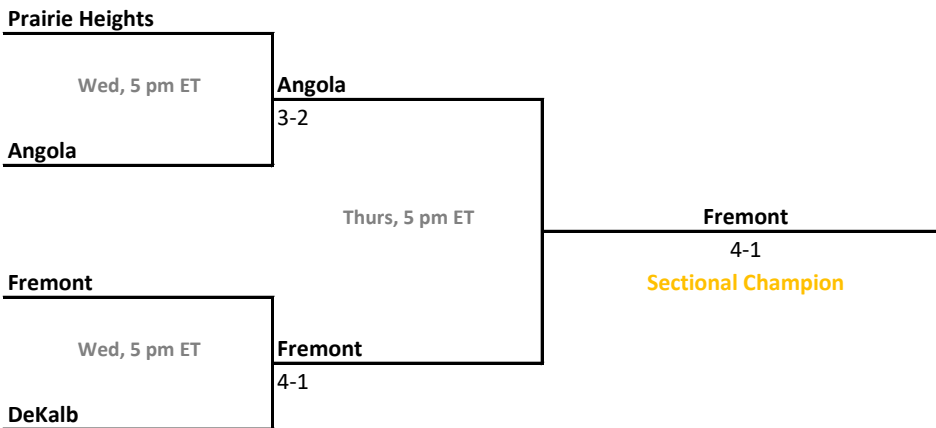 Prairie Heights
Wed, 5 pm ET
Angola
3-2
Angola
Thurs, 5 pm ET
Fremont
4-1
Sectional Champion
Fremont
Wed, 5 pm ET
Fremont
4-1
DeKalb